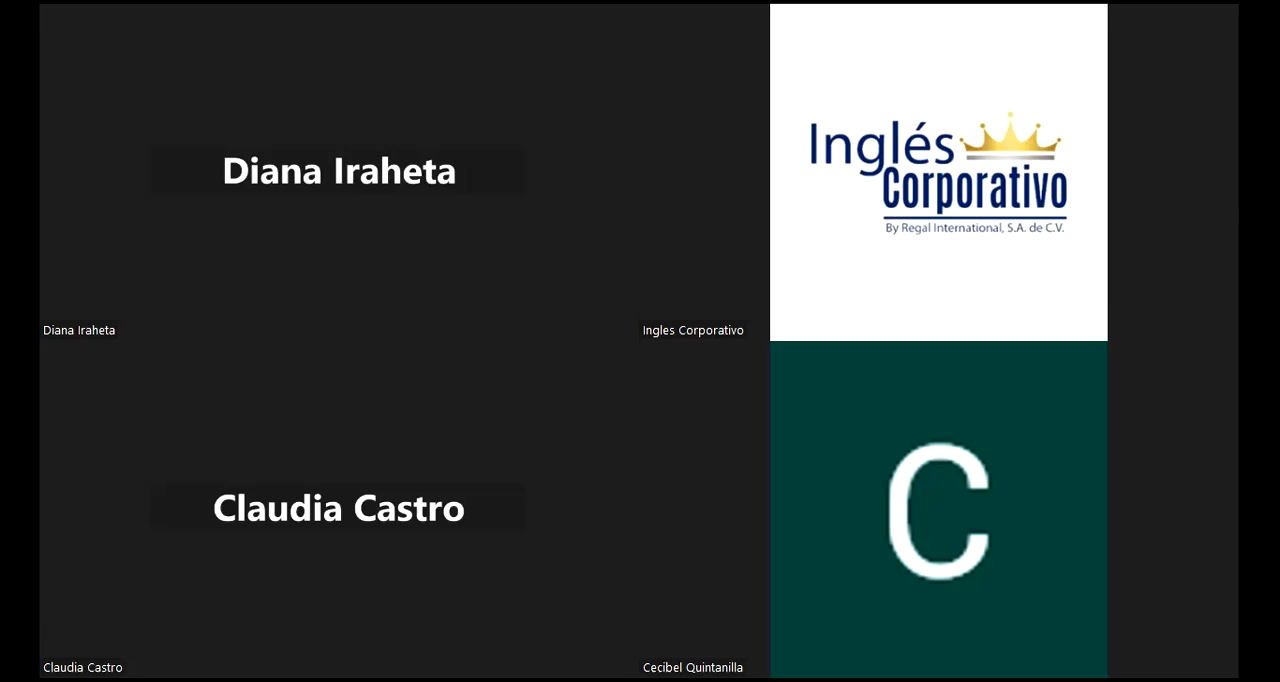 Diana Iraheta
Diana Iraheta
Inglés
Corporativo
By Regal International, S.A. de C.V.
Ingles Corporativo
Claudia Castro
Claudia Castro
C
Cecibel Quintanilla